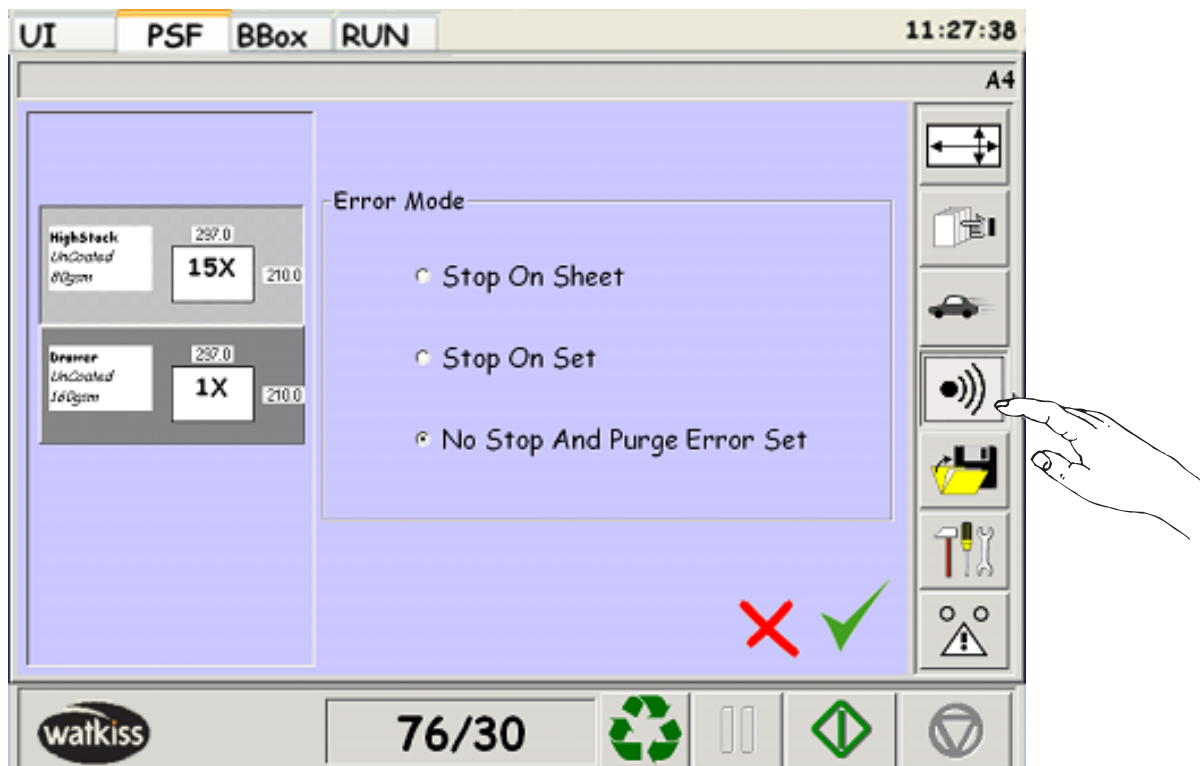 UI PSF BBox RUN 11:27:38
A4
Error Mode
HighStack
UnCoated
80gsm
297.0
15X
210.0
Stop On Sheet
Drawer
UnCoated
160gsm
297.0
1X
210.0
Stop On Set
No Stop And Purge Error Set
watkiss
76/30